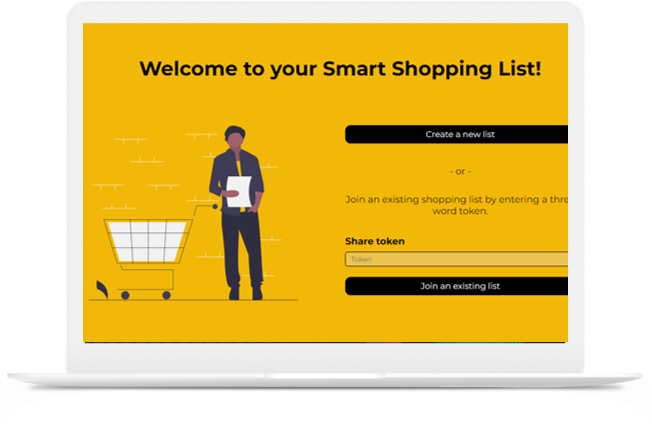 Welcome to your Smart Shopping List!
Create a new list
- or -
Join an existing shopping list by entering a thre
word token.
Share token
Token
Join an existing list